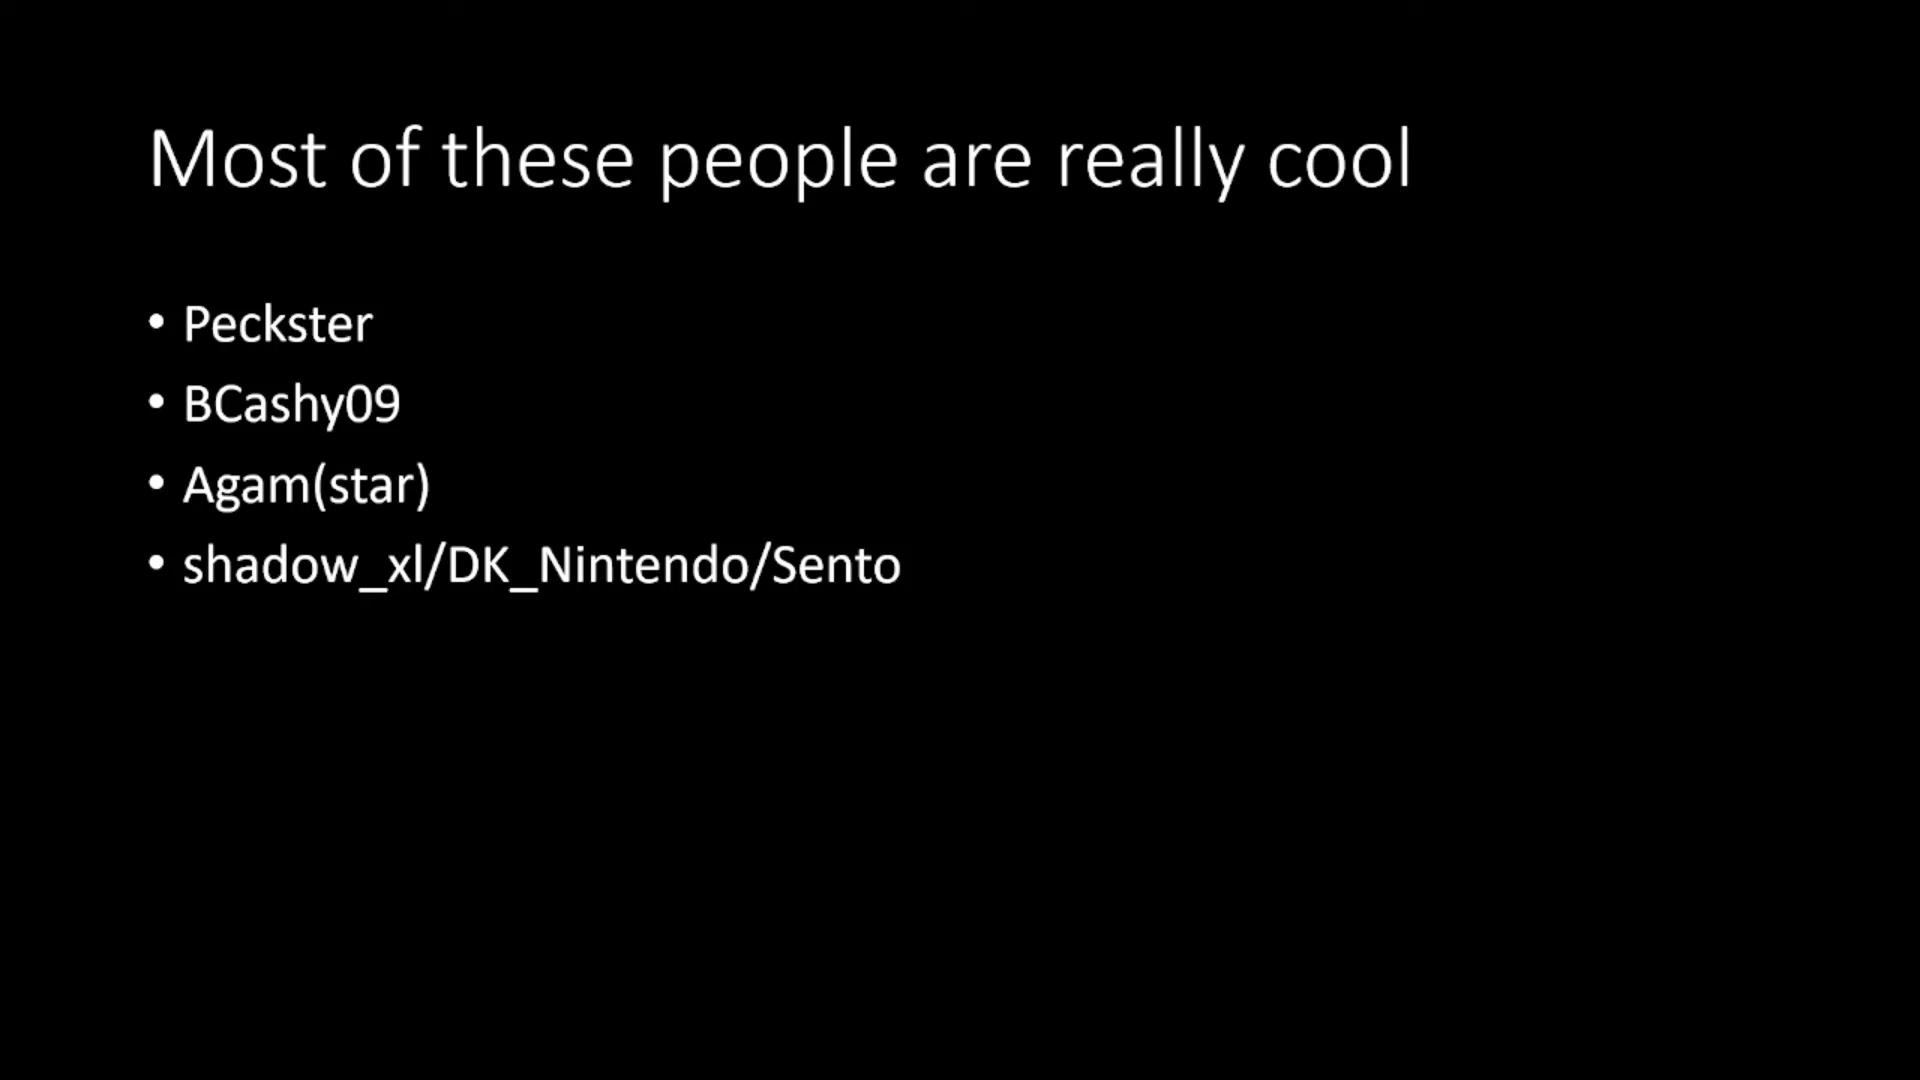 Most of these people are really cool
• Peckster
• BCashy09
• Agam(star)
• shadow_xl/DK_Nintendo/Sento